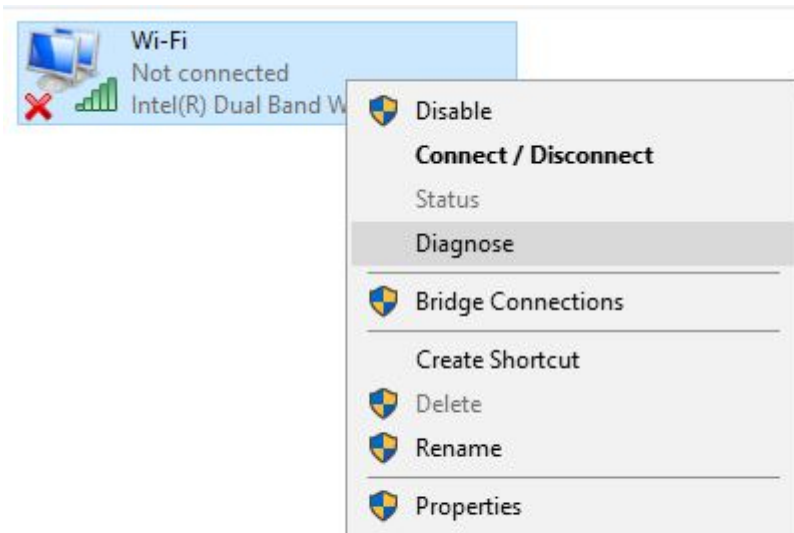 Wi-Fi
Not connected
Intel(R) Dual Band W
Disable
Connect / Disconnect
Status
Diagnose
Bridge Connections
Create Shortcut
Delete
Rename
Properties